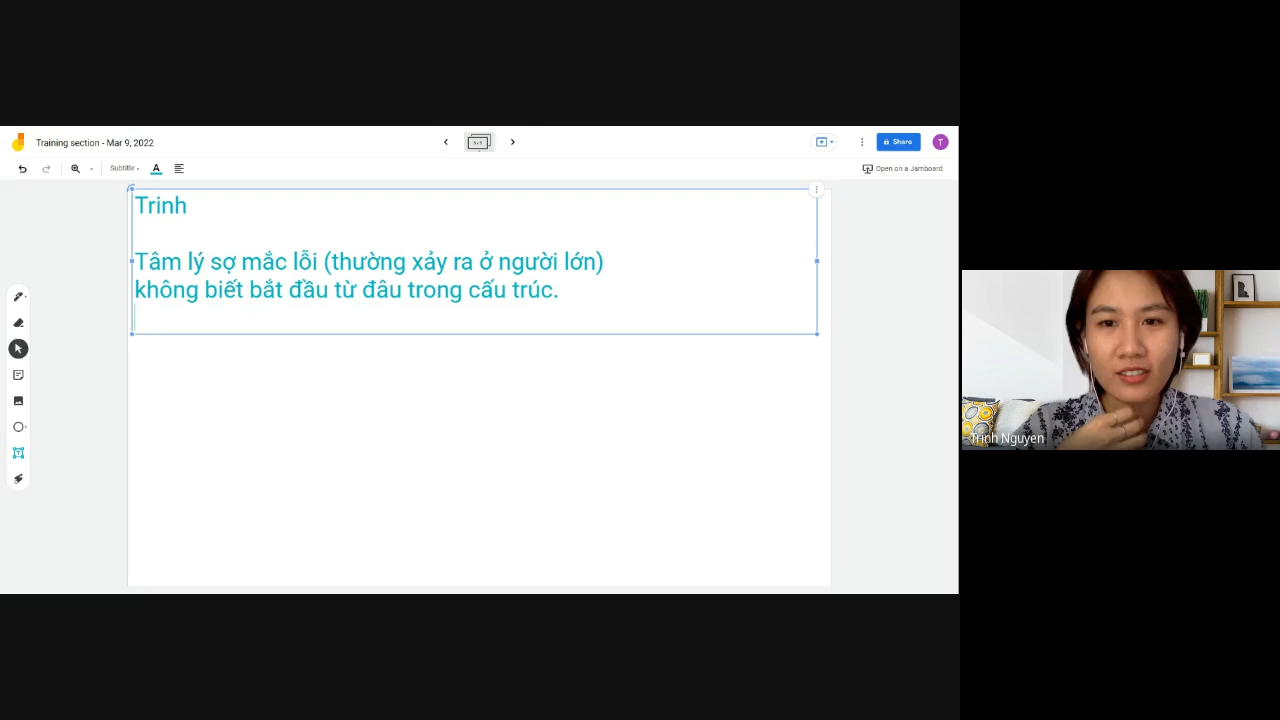 Training section - Mar 9, 2022
Share
T
Subtitle
A
Open on a Jamboard
Trinh
Tâm lý sợ mắc lỗi (thường xảy ra ở người lớn)
không biết bắt đầu từ đâu trong cấu trúc.
Trinh Nguyen